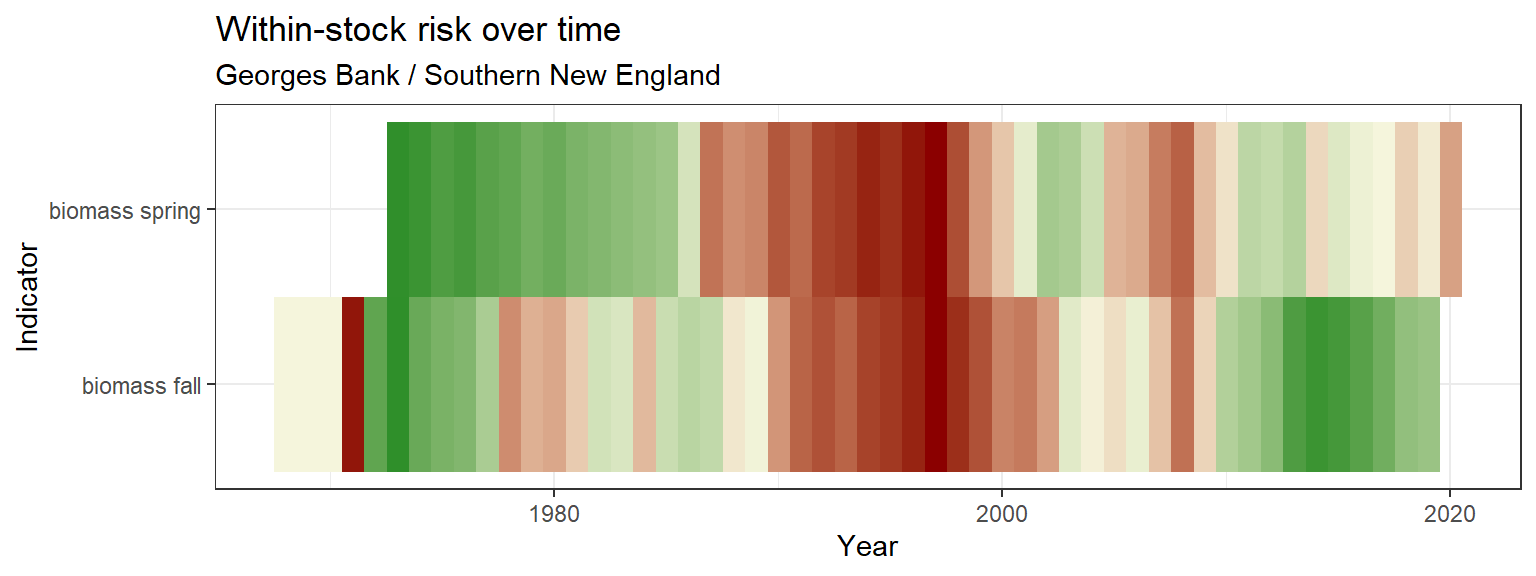 Within-stock risk over time
Georges Bank / Southern New England
Indicator
biomass spring
biomass fall
1980
2000
2020
Year